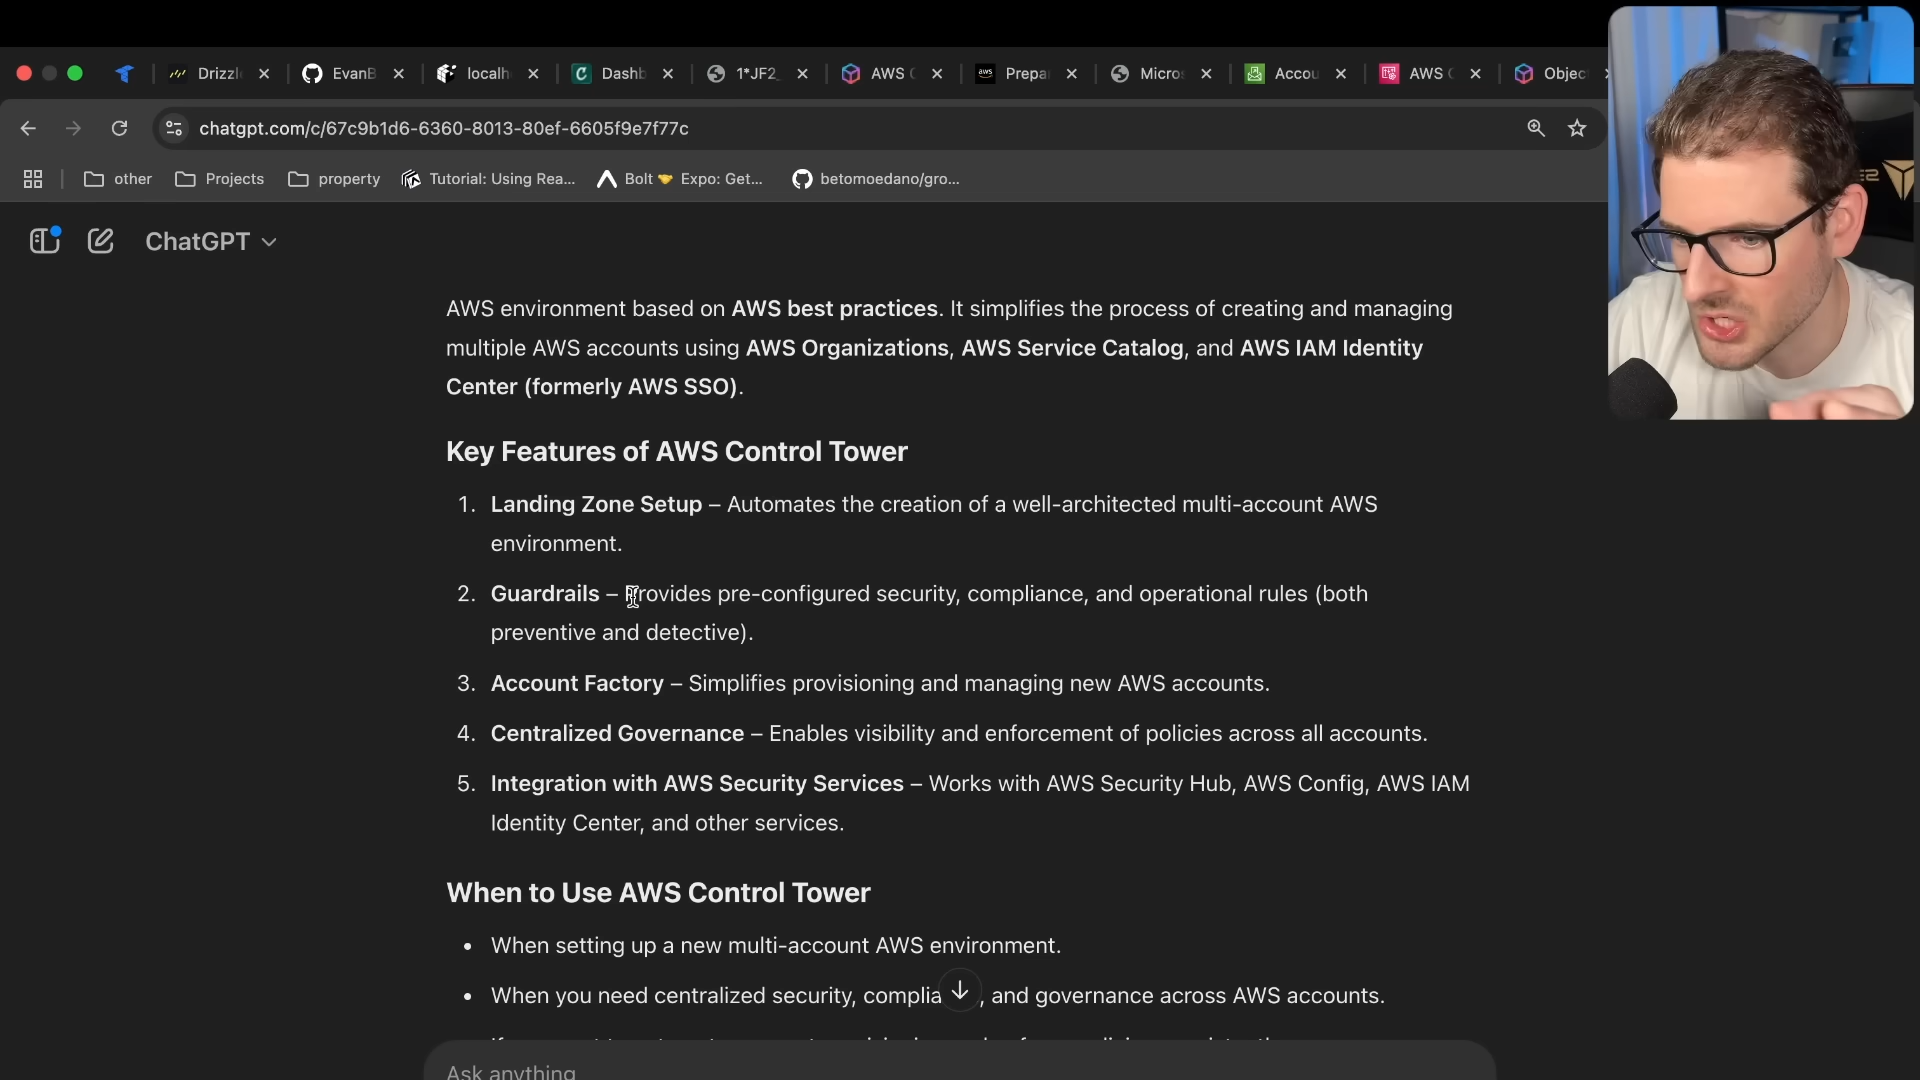 Drizzl
EvanB
localh
Dashb
1*JF2_
AWS
Prepa
Micros
Accou
AWS
Objec
chatgpt.com/c/67c9b1d6-6360-8013-80ef-6605f9e7f77c
other
Projects
property
Tutorial: Using Rea...
Bolt 🤝 Expo: Get...
betomoedano/gro...
ChatGPT
AWS environment based on AWS best practices. It simplifies the process of creating and managing
multiple AWS accounts using AWS Organizations, AWS Service Catalog, and AWS IAM Identity
Center (formerly AWS SSO).
Key Features of AWS Control Tower
1. Landing Zone Setup – Automates the creation of a well-architected multi-account AWS
environment.
2. Guardrails – Provides pre-configured security, compliance, and operational rules (both
preventive and detective).
3. Account Factory – Simplifies provisioning and managing new AWS accounts.
4. Centralized Governance – Enables visibility and enforcement of policies across all accounts.
5. Integration with AWS Security Services – Works with AWS Security Hub, AWS Config, AWS IAM
Identity Center, and other services.
When to Use AWS Control Tower
• When setting up a new multi-account AWS environment.
• When you need centralized security, complia , and governance across AWS accounts.
Ask anything